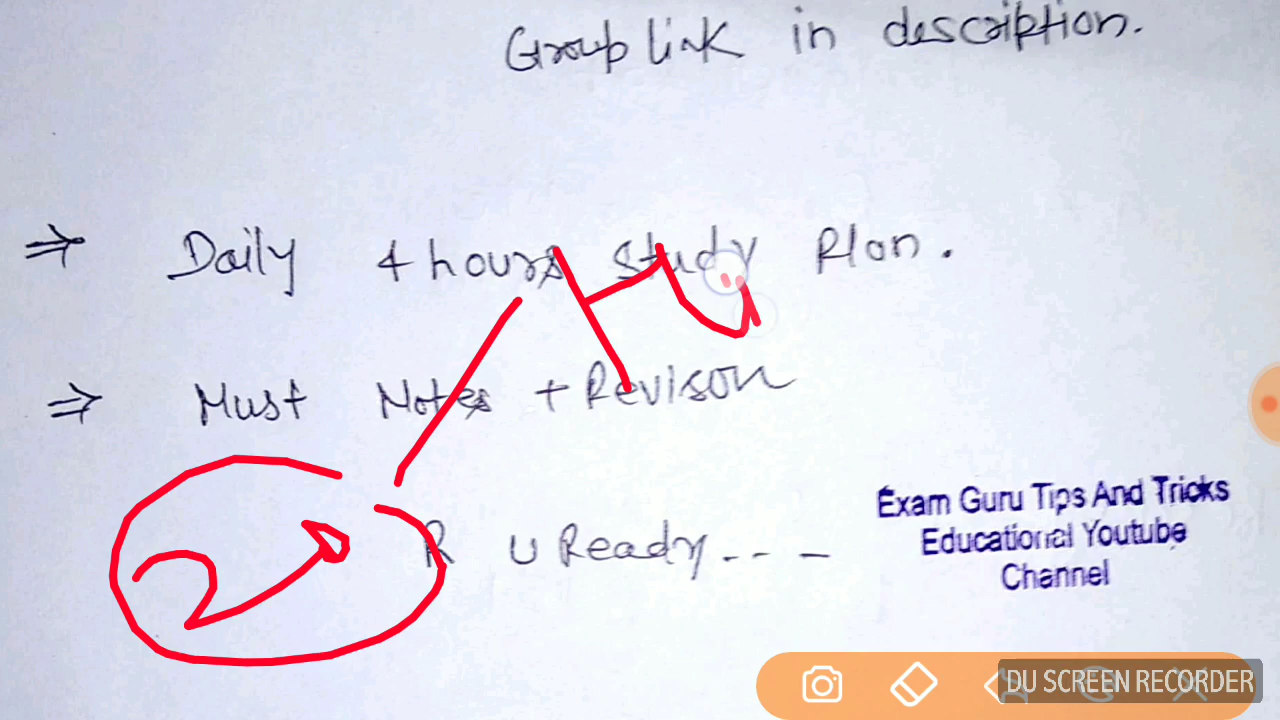 Group link in description.
⇒ Daily 4 hours Study Plan.
⇒ Must Notes + Revison
R U Ready---
Exam Guru Tips And Tricks
Educational Youtube
Channel
DU SCREEN RECORDER